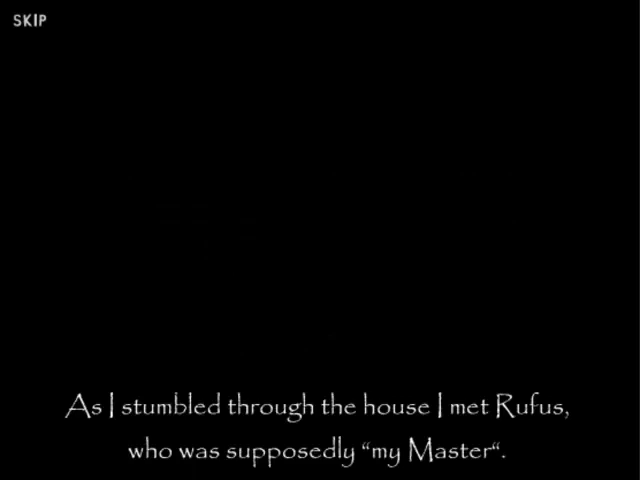 SKIP
As I stumbled through the house I met Rufus,
who was supposedly “my Master“.